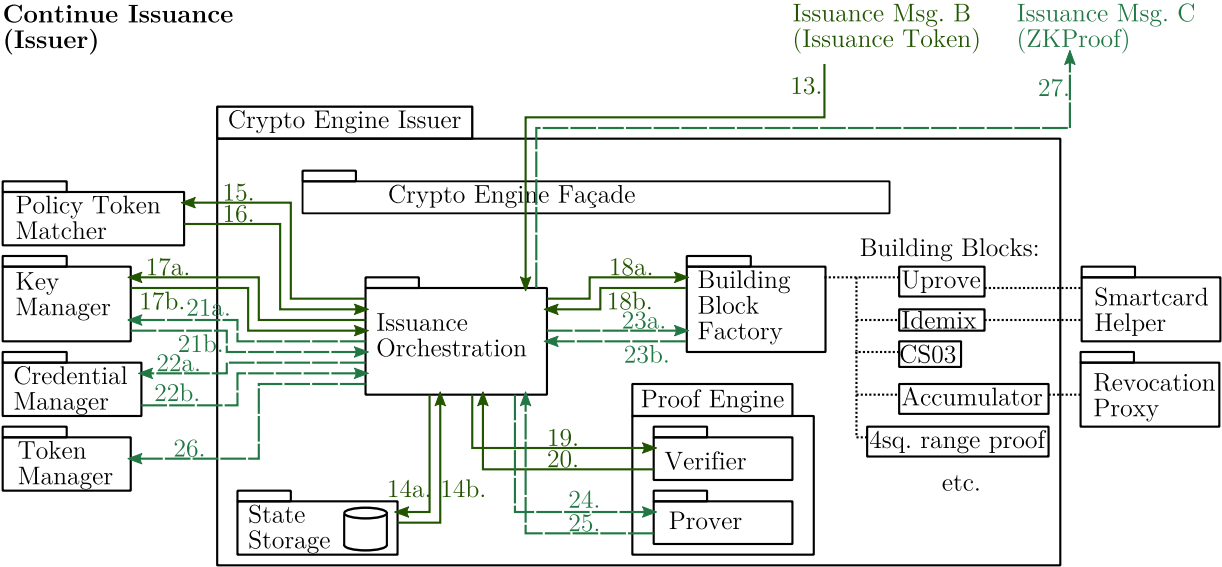 Continue Issuance
(Issuer)
Issuance Msg. B
(Issuance Token)
Issuance Msg. C
(ZKProof)
13.
27.
Crypto Engine Issuer
Crypto Engine Façade
15.
16.
Policy Token
Matcher
Building Blocks:
17a.
Key
Manager
17b.
21a.
21b.
18a.
18b.
23a.
23b.
Building
Block
Factory
Uprove
Idemix
CS03
Accumulator
4sq. range proof
etc.
Smartcard
Helper
Revocation
Proxy
Issuance
Orchestration
22a.
22b.
Credential
Manager
Token
Manager
26.
Proof Engine
19.
20.
Verifier
24.
25.
Prover
14a.
14b.
State
Storage